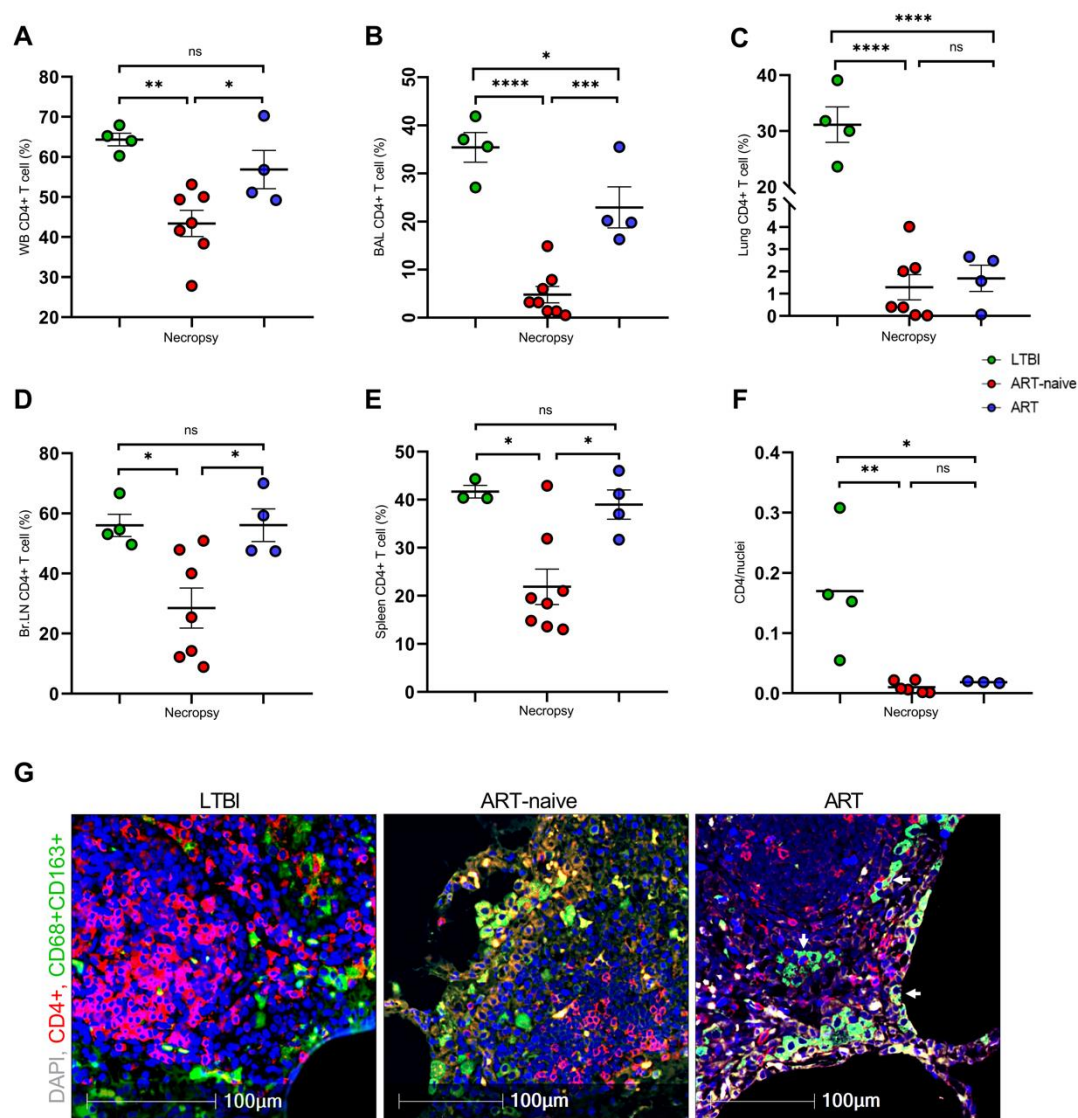 A
ns
**
*
80
70
60
50
40
30
20
WB CD4+ T cell (%)
Necropsy
B
*
****
***
50
40
30
20
10
0
BAL CD4+ T cell (%)
Necropsy
C
****
****
ns
40
30
20
5
4
3
2
1
0
Lung CD4+ T cell (%)
Necropsy
LTBI
ART-naive
ART
D
ns
*
*
80
60
40
20
0
Br.LN CD4+ T cell (%)
Necropsy
E
ns
*
*
50
40
30
20
10
0
Spleen CD4+ T cell (%)
Necropsy
F
*
**
ns
0.4
0.3
0.2
0.1
0.0
CD4/nuclei
Necropsy
G
LTBI
ART-naive
ART
DAPI, CD4+, CD68+CD163+
100µm
100µm
100µm